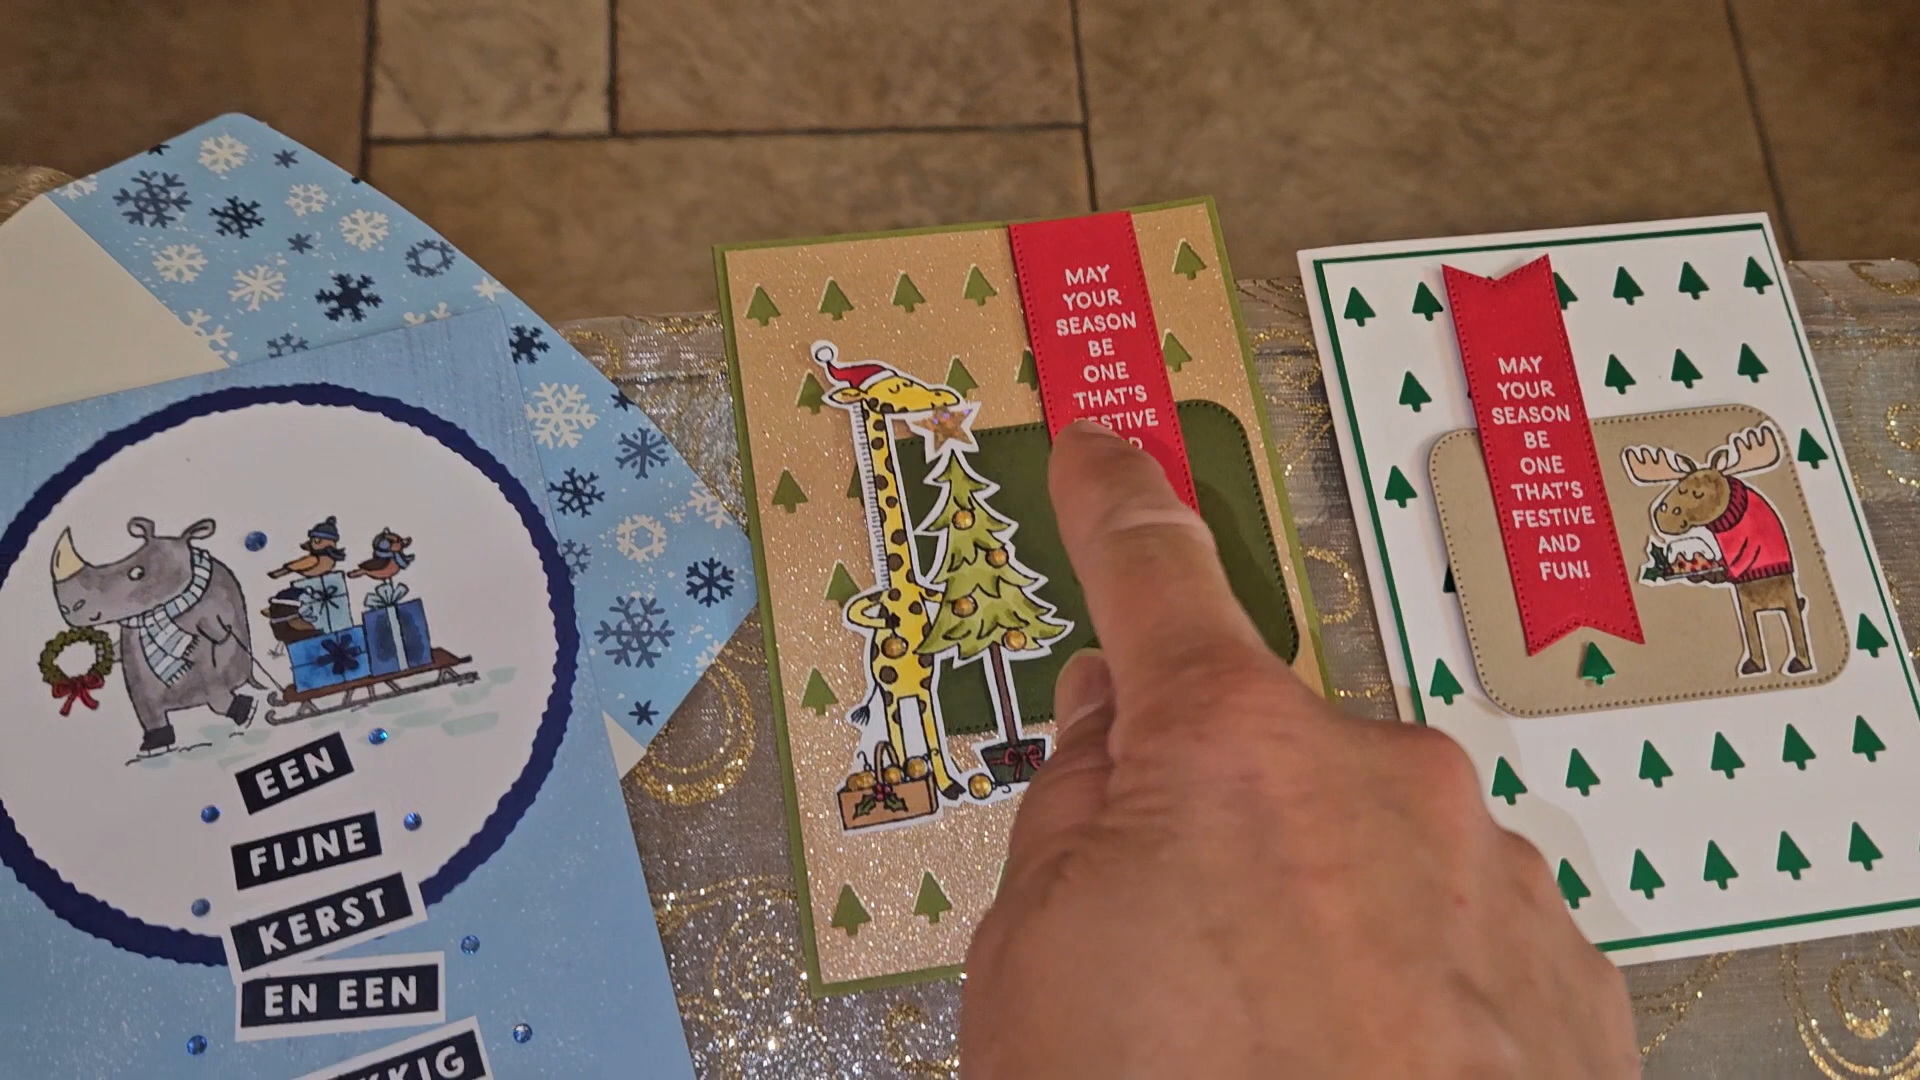 EEN
FIJNE
KERST
EN EEN
MAY
YOUR
SEASON
BE
ONE
THAT'S
MAY
YOUR
SEASON
BE
ONE
THAT'S
FESTIVE
AND
FUN!